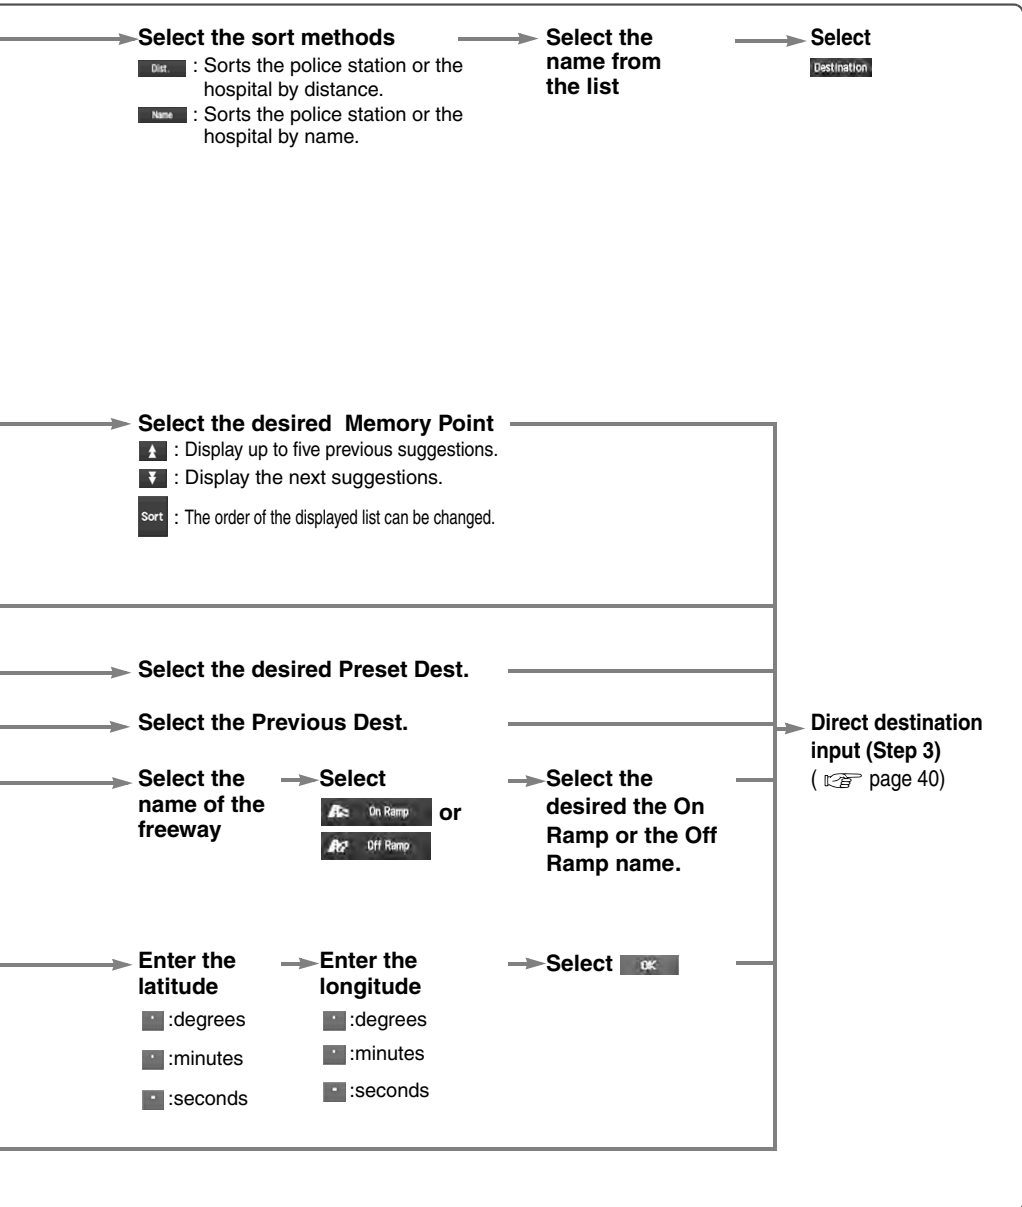 Select the sort methods
Dist. : Sorts the police station or the
hospital by distance.
Name : Sorts the police station or the
hospital by name.
Select the
name from
the list
Select
Destination
Select the desired Memory Point
: Display up to five previous suggestions.
: Display the next suggestions.
Sort : The order of the displayed list can be changed.
Select the desired Preset Dest.
Select the Previous Dest.
Select the
name of the
freeway
Select
On Ramp or
Off Ramp
Select the
desired the On
Ramp or the Off
Ramp name.
Enter the
latitude
° :degrees
' :minutes
" :seconds
Enter the
longitude
° :degrees
' :minutes
" :seconds
Select OK
Direct destination
input (Step 3)
( ☞ page 40)